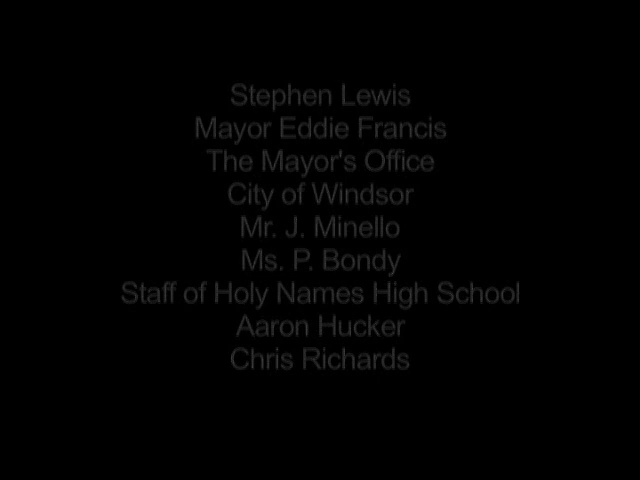 Stephen Lewis
Mayor Eddie Francis
The Mayor's Office
City of Windsor
Mr. J. Minello
Ms. P. Bondy
Staff of Holy Names High School
Aaron Hucker
Chris Richards